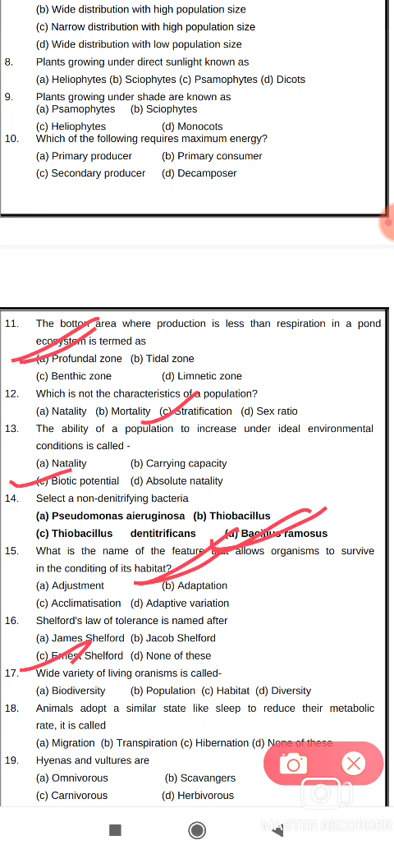 (b) Wide distribution with high population size
(c) Narrow distribution with high population size
(d) Wide distribution with low population size
8. Plants growing under direct sunlight known as
(a) Heliophytes (b) Sciophytes (c) Psamophytes (d) Dicots
9. Plants growing under shade are known as
(a) Psamophytes (b) Sciophytes
(c) Heliophytes (d) Monocots
10. Which of the following requires maximum energy?
(a) Primary producer (b) Primary consumer
(c) Secondary producer (d) Decamposer
11. The bottom area where production is less than respiration in a pond
ecosystem is termed as
(a) Profundal zone (b) Tidal zone
(c) Benthic zone (d) Limnetic zone
12. Which is not the characteristics of a population?
(a) Natality (b) Mortality (c) Stratification (d) Sex ratio
13. The ability of a population to increase under ideal environmental
conditions is called -
(a) Natality (b) Carrying capacity
(c) Biotic potential (d) Absolute natality
14. Select a non-denitrifying bacteria
(a) Pseudomonas aieruginosa (b) Thiobacillus
(c) Thiobacillus dentitrificans (d) Bacillus ramosus
15. What is the name of the feature that allows organisms to survive
in the conditing of its habitat?
(a) Adjustment (b) Adaptation
(c) Acclimatisation (d) Adaptive variation
16. Shelford's law of tolerance is named after
(a) James Shelford (b) Jacob Shelford
(c) Ernest Shelford (d) None of these
17. Wide variety of living oranisms is called-
(a) Biodiversity (b) Population (c) Habitat (d) Diversity
18. Animals adopt a similar state like sleep to reduce their metabolic
rate, it is called
(a) Migration (b) Transpiration (c) Hibernation (d) None of these
19. Hyenas and vultures are
(a) Omnivorous (b) Scavangers
(c) Carnivorous (d) Herbivorous